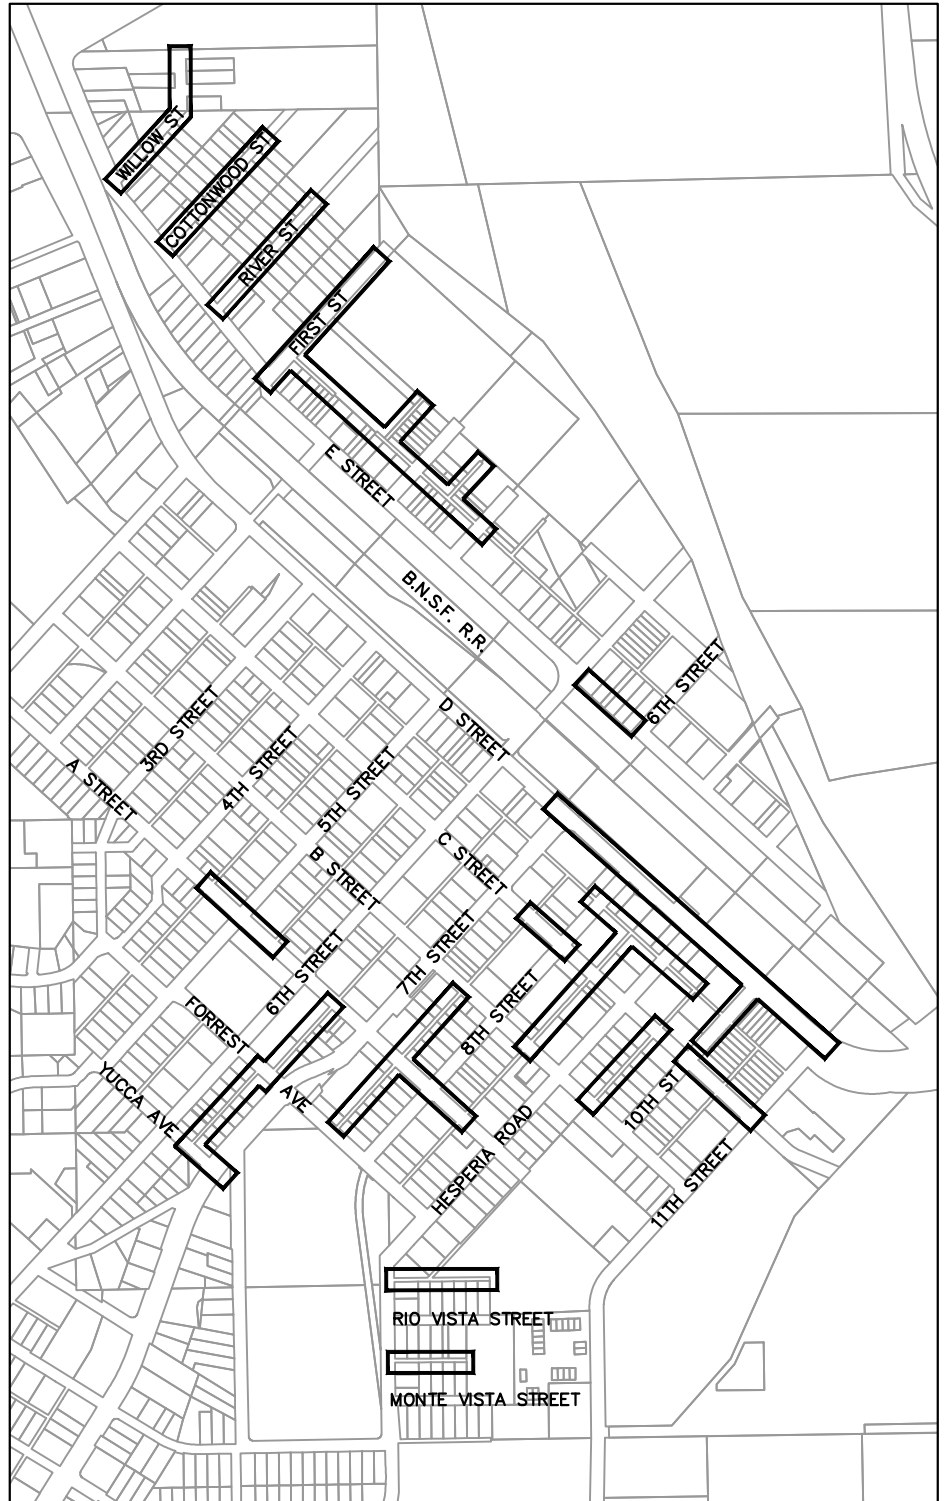 WILLOW ST
COTTONWOOD ST
RIVER ST
FIRST ST
E STREET
B.N.S.F. R.R.
6TH STREET
D STREET
3RD STREET
4TH STREET
A STREET
5TH STREET
C STREET
B STREET
7TH STREET
6TH STREET
8TH STREET
FORREST
AVE
YUCCA AVE
10TH ST
HESPERIA ROAD
11TH STREET
RIO VISTA STREET
MONTE VISTA STREET